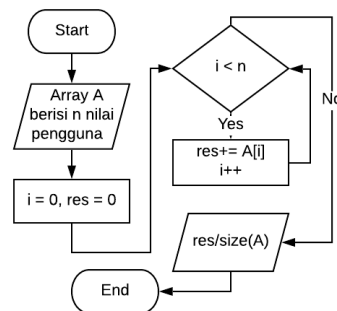 Start
Array A
berisi n nilai
pengguna
i = 0, res = 0
i < n
No
Yes
res+= A[i]
i++
res/size(A)
End